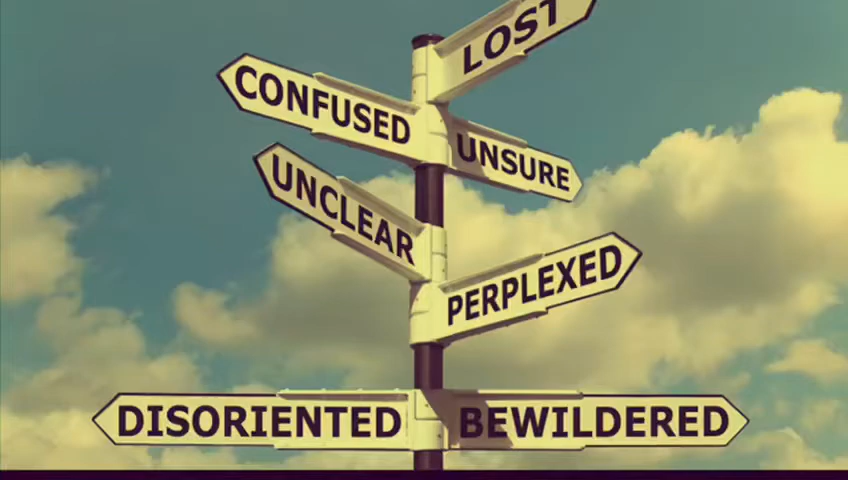 LOST
CONFUSED
UNSURE
UNCLEAR
PERPLEXED
DISORIENTED
BEWILDERED